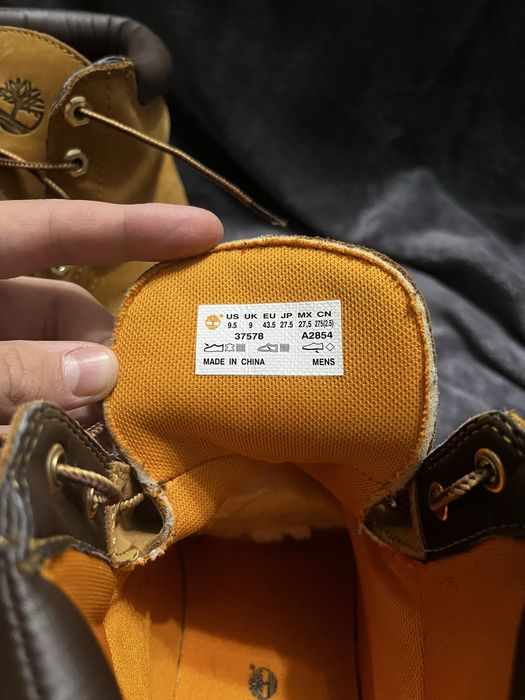 US UK EU JP MX CN
9.5 9 43.5 27.5 27.5 275(2.5)
37578 A2854
MADE IN CHINA MENS